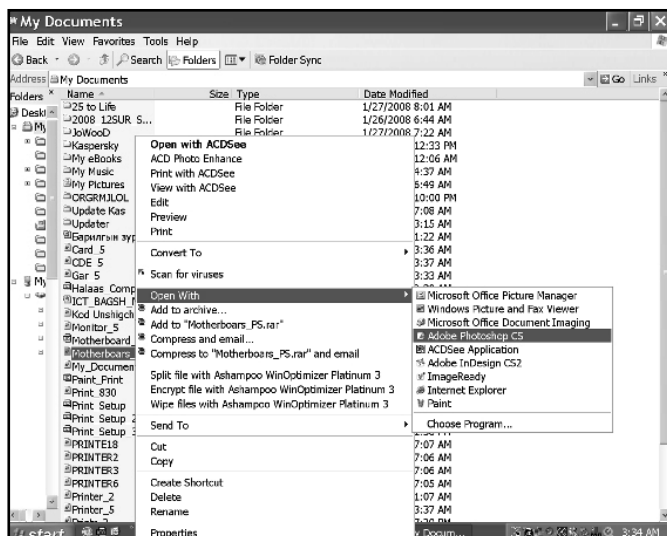 My Documents
File Edit View Favorites Tools Help
Back Search Folders Folder Sync
Address My Documents Go Links
Folders Name Size Type Date Modified
25 to Life File Folder 1/27/2008 8:01 AM
2008 12SUR S... File Folder 1/26/2008 6:44 AM
JoWooD File Folder 1/27/2008 7:22 AM
Kaspersky 12:33 PM
My eBooks 12:06 AM
My Music 4:37 AM
My Pictures 6:49 AM
ORGRMJLOL 10:00 PM
Update Kas 7:08 AM
Updater 3:15 AM
Барилгын зур 1:22 AM
Card_5 3:36 AM
CDE 5 3:37 AM
Gar 5 3:33 AM
Halaas Comp
ICT_BAGSH_
Kod Unshigch
Monitor_5
Motherboard_
Motherboars_
My_Documen
Paint_Print
Print_830
Print Setup
Print Setup
Print Setup
PRINTE18 7:07 AM
PRINTER2 7:06 AM
PRINTER3 7:06 AM
PRINTER6 7:05 AM
Printer_2 1:07 AM
Printer_5 3:37 AM
Open with ACDSee
ACD Photo Enhance
Print with ACDSee
View with ACDSee
Edit
Preview
Print
Convert To
Scan for viruses
Open With
Add to archive...
Add to "Motherboars_PS.rar"
Compress and email...
Compress to "Motherboars_PS.rar" and email
Split file with Ashampoo WinOptimizer Platinum 3
Encrypt file with Ashampoo WinOptimizer Platinum 3
Wipe files with Ashampoo WinOptimizer Platinum 3
Send To
Cut
Copy
Create Shortcut
Delete
Rename
Properties
Microsoft Office Picture Manager
Windows Picture and Fax Viewer
Microsoft Office Document Imaging
Adobe Photoshop CS
ACDSee Application
Adobe InDesign CS2
ImageReady
Internet Explorer
Paint
Choose Program...
start 3:34 AM